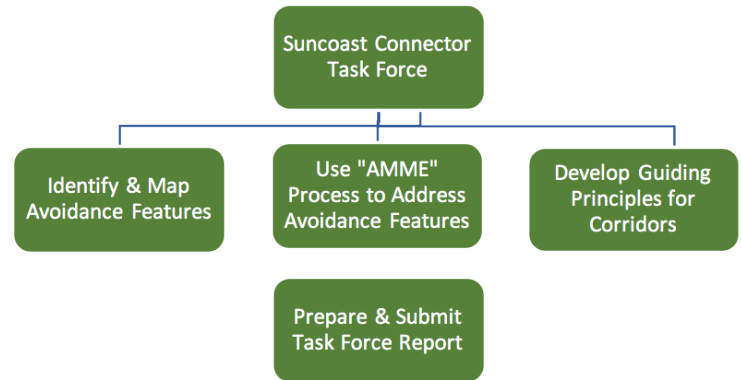 Suncoast Connector
Task Force
Identify & Map
Avoidance Features
Use "AMME"
Process to Address
Avoidance Features
Develop Guiding
Principles for
Corridors
Prepare & Submit
Task Force Report